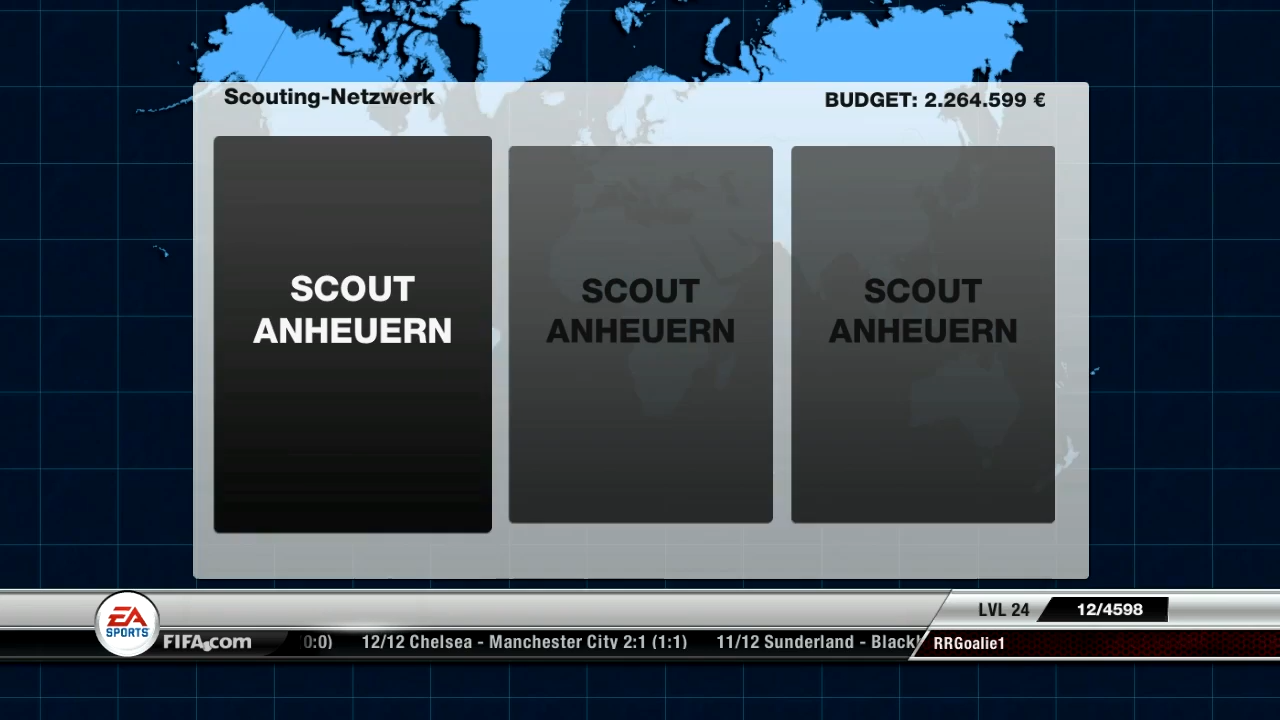 Scouting-Netzwerk
BUDGET: 2.264.599 €
SCOUT
ANHEUERN
SCOUT
ANHEUERN
SCOUT
ANHEUERN
LVL 24
12/4598
EA
SPORTS
FIFA.com
0:0) 12/12 Chelsea - Manchester City 2:1 (1:1) 11/12 Sunderland - Black
RRGoalie1